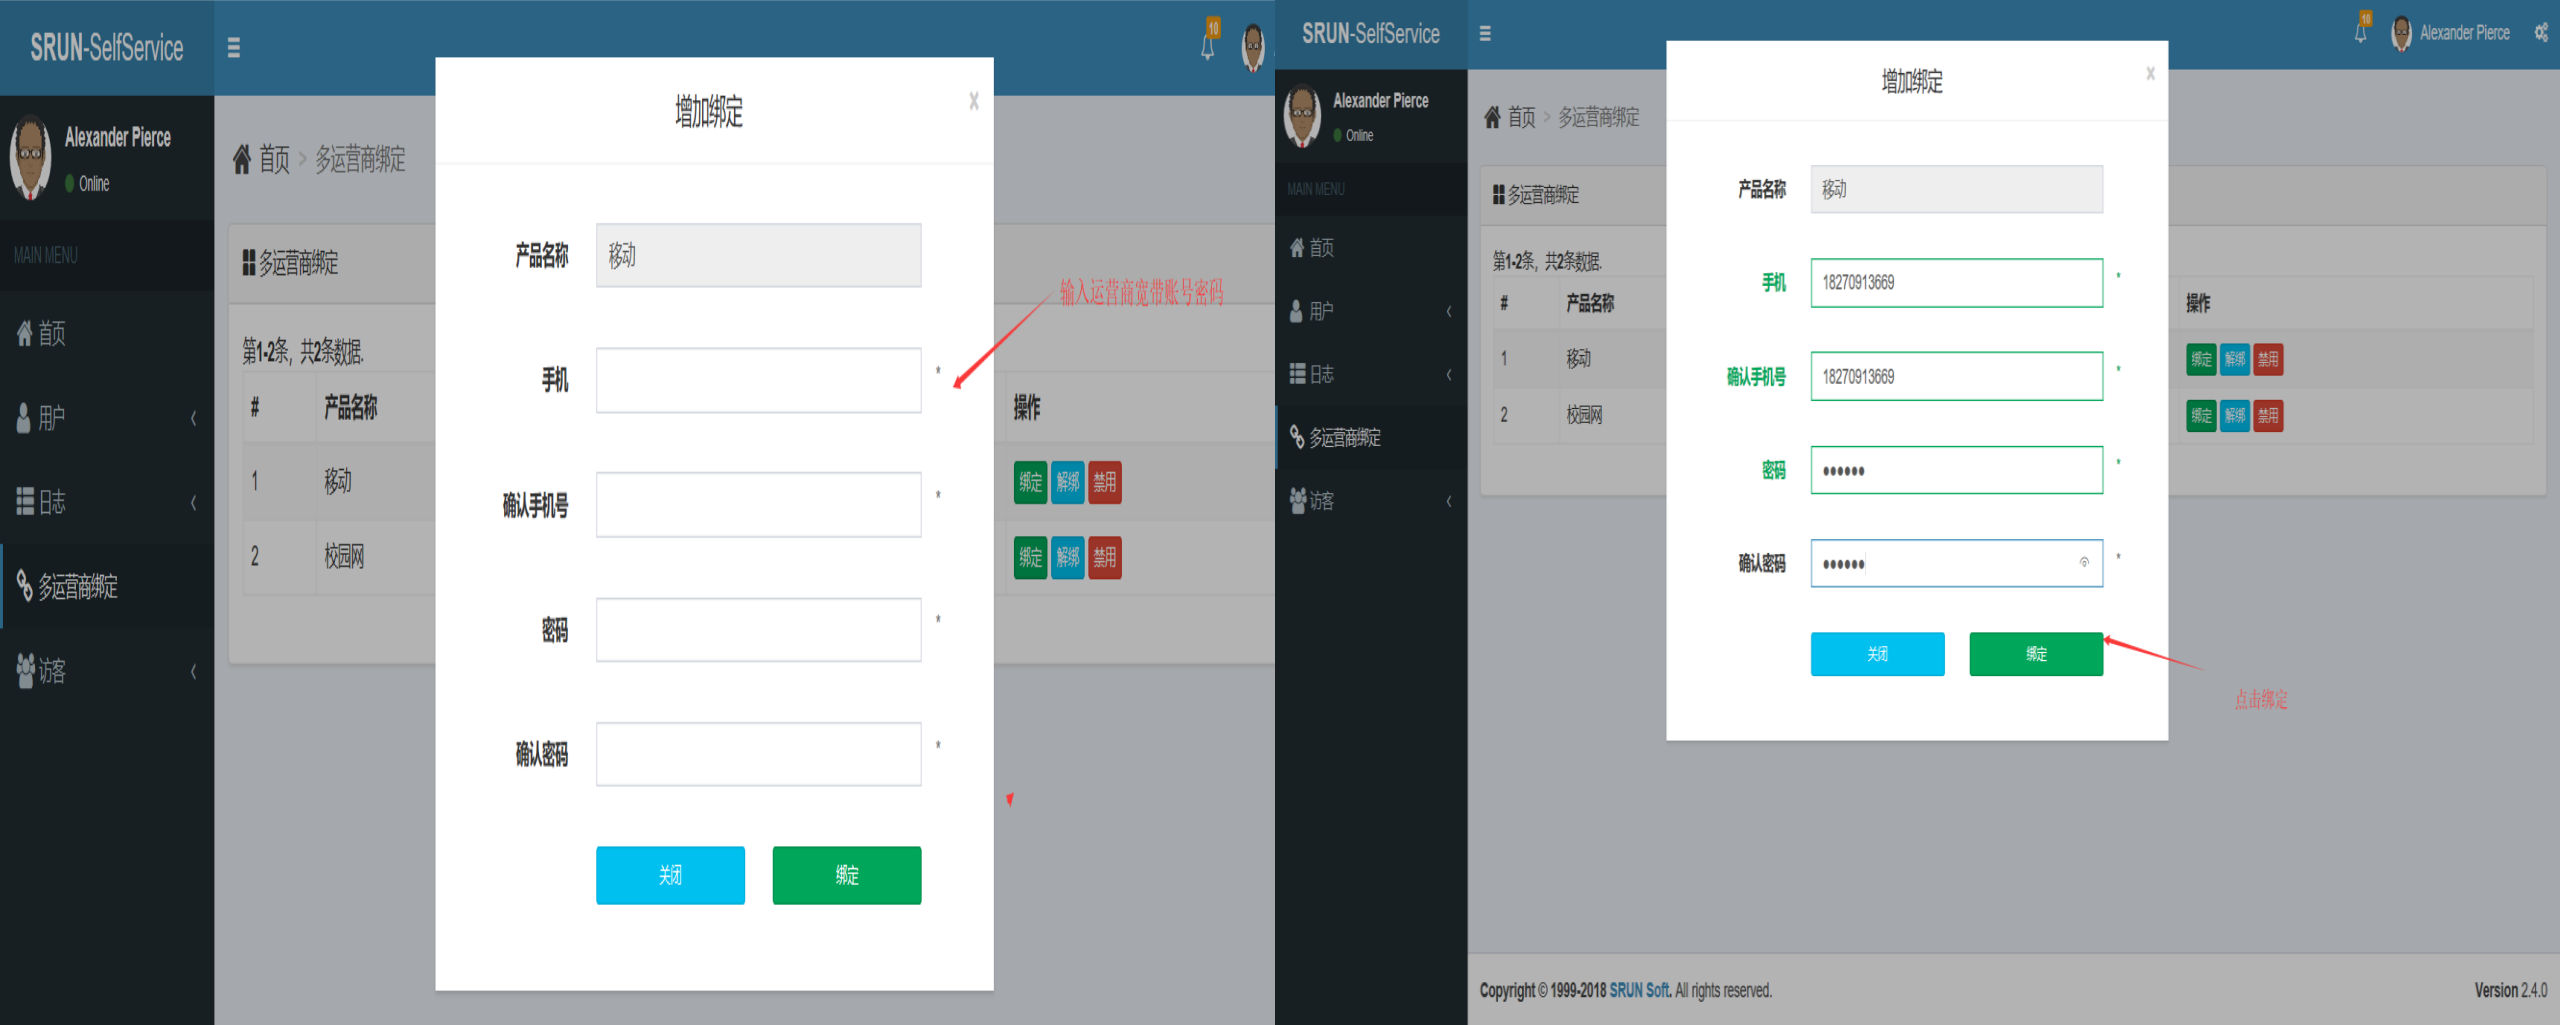 SRUN-SelfService
10
Alexander Pierce
Online
MAIN MENU
首页
用户
日志
多运营商绑定
访客
首页 > 多运营商绑定
多运营商绑定
第1-2条, 共2条数据.
# 产品名称 操作
1 移动 绑定 解绑 禁用
2 校园网 绑定 解绑 禁用
增加绑定 ×
产品名称 移动
手机 *
确认手机号 *
密码 *
确认密码 *
关闭 绑定
输入运营商宽带账号密码
SRUN-SelfService
10 Alexander Pierce
Alexander Pierce
Online
MAIN MENU
首页
用户
日志
多运营商绑定
访客
首页 > 多运营商绑定
多运营商绑定
第1-2条, 共2条数据.
# 产品名称 操作
1 移动 绑定 解绑 禁用
2 校园网 绑定 解绑 禁用
增加绑定 ×
产品名称 移动
手机 18270913669 *
确认手机号 18270913669 *
密码 •••••• *
确认密码 •••••• *
关闭 绑定
点击绑定
Copyright © 1999-2018 SRUN Soft. All rights reserved.
Version 2.4.0